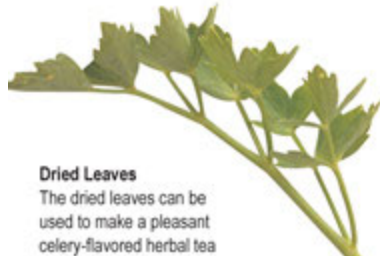 Dried Leaves
The dried leaves can be
used to make a pleasant
celery-flavored herbal tea